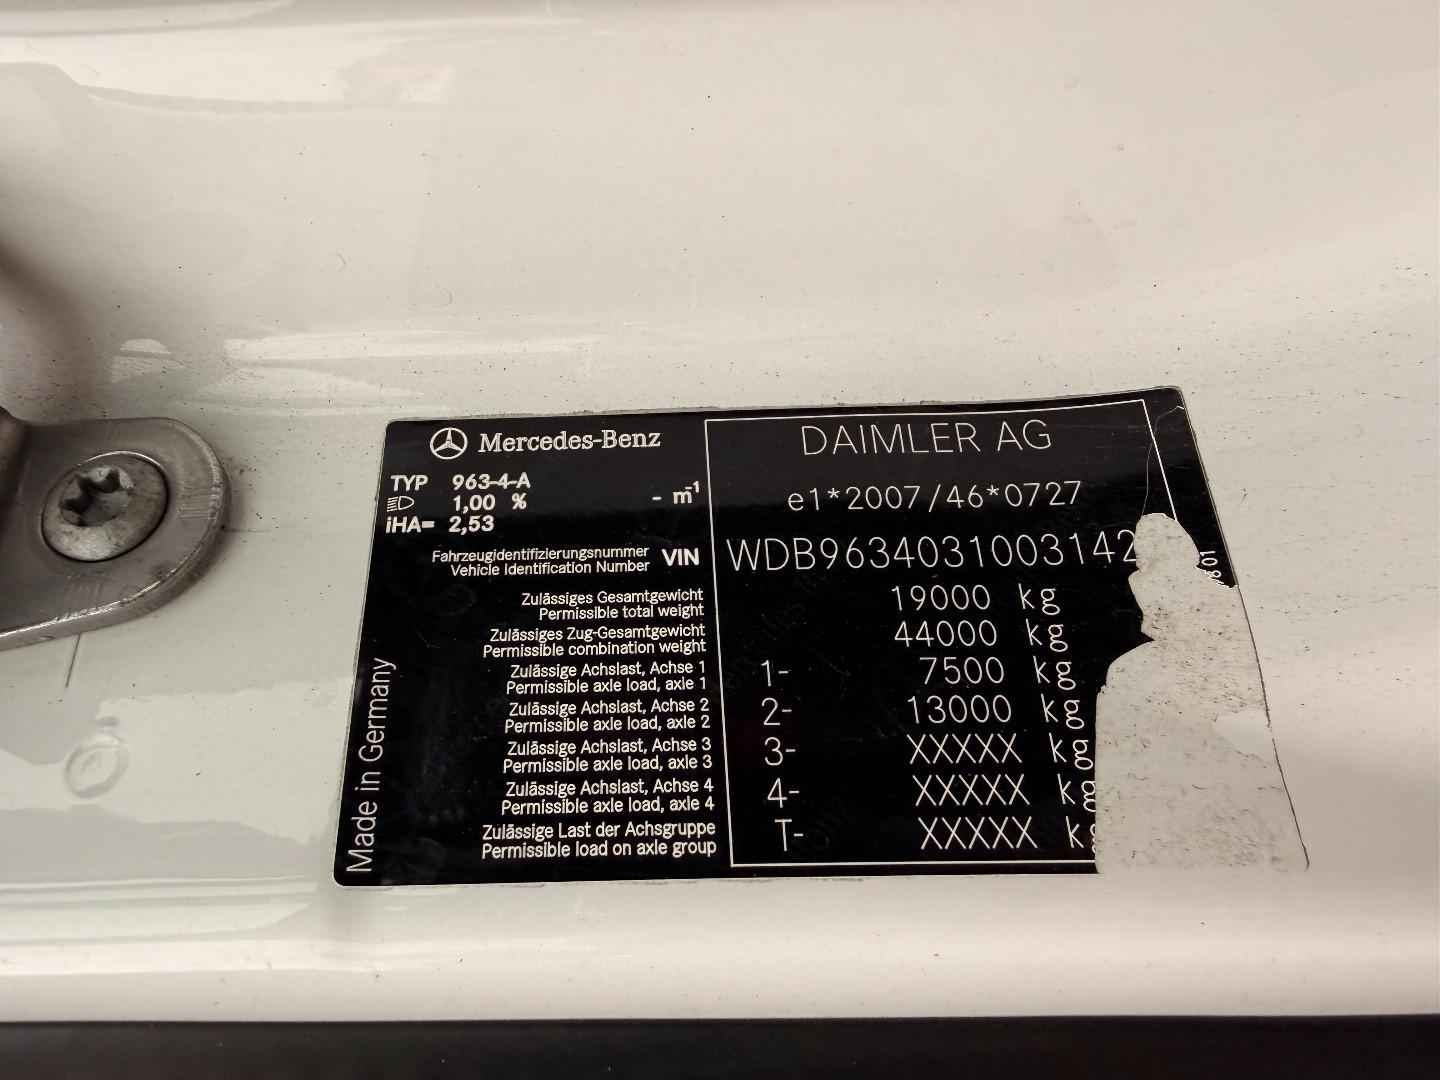 Mercedes-Benz
TYP 963-4-A
1,00 % - m⁻¹
iHA= 2,53
DAIMLER AG
e1*2007/46*0727
Fahrzeugidentifizierungsnummer
Vehicle Identification Number VIN WDB9634031003142
Zulässiges Gesamtgewicht
Permissible total weight 19000 kg
Zulässiges Zug-Gesamtgewicht
Permissible combination weight 44000 kg
Zulässige Achslast, Achse 1
Permissible axle load, axle 1 1- 7500 kg
Zulässige Achslast, Achse 2
Permissible axle load, axle 2 2- 13000 kg
Zulässige Achslast, Achse 3
Permissible axle load, axle 3 3- XXXXX kg
Zulässige Achslast, Achse 4
Permissible axle load, axle 4 4- XXXXX kg
Zulässige Last der Achsgruppe
Permissible load on axle group T- XXXXX kg
Made in Germany